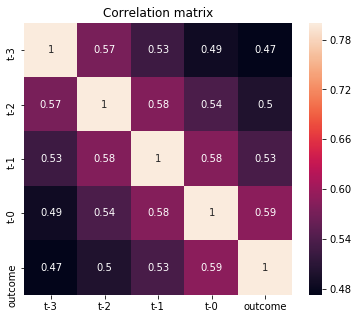 Correlation matrix
t-3 1 0.57 0.53 0.49 0.47
t-2 0.57 1 0.58 0.54 0.5
t-1 0.53 0.58 1 0.58 0.53
t-0 0.49 0.54 0.58 1 0.59
outcome 0.47 0.5 0.53 0.59 1
t-3 t-2 t-1 t-0 outcome
0.78
0.72
0.66
0.60
0.54
0.48